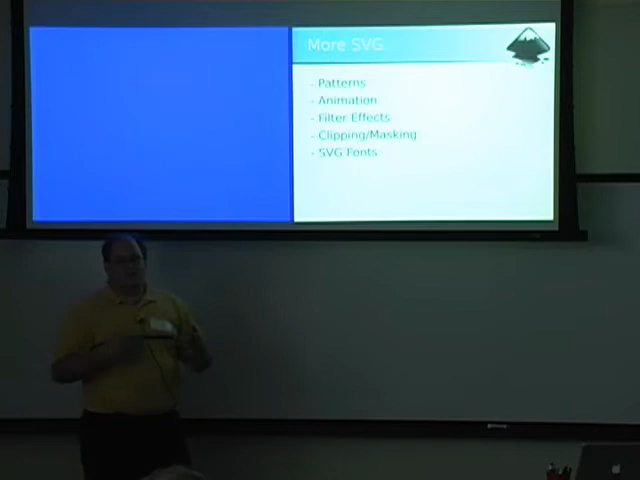 More SVG
- Patterns
- Animation
- Filter Effects
- Clipping/Masking
- SVG Fonts